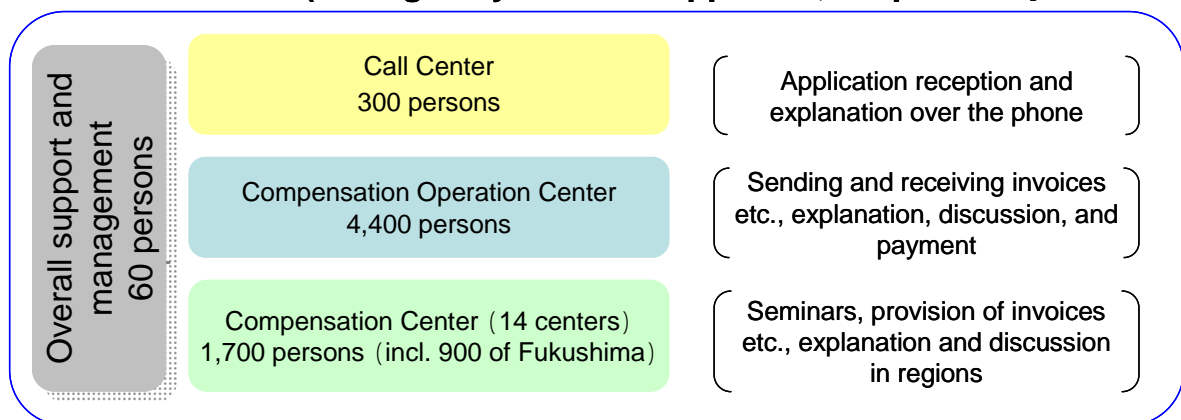 Overall support and
management
60 persons
Call Center
300 persons
Application reception and
explanation over the phone
Compensation Operation Center
4,400 persons
Sending and receiving invoices
etc., explanation, discussion, and
payment
Compensation Center (14 centers)
1,700 persons (incl. 900 of Fukushima)
Seminars, provision of invoices
etc., explanation and discussion
in regions